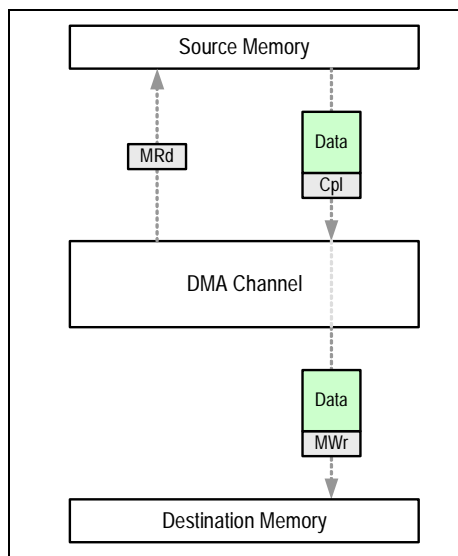 Source Memory
MRd
Data
Cpl
DMA Channel
Data
MWr
Destination Memory